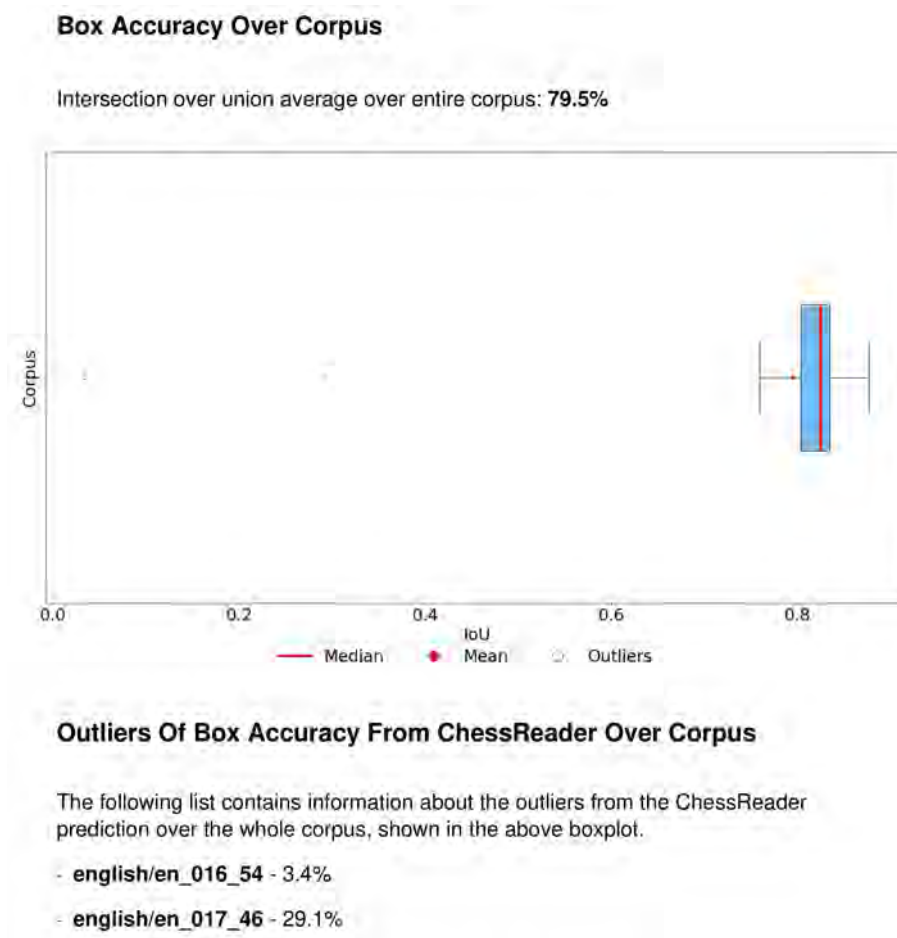 Box Accuracy Over Corpus
Intersection over union average over entire corpus: 79.5%
Corpus
0.0 0.2 0.4 0.6 0.8
IoU
Median Mean Outliers
Outliers Of Box Accuracy From ChessReader Over Corpus
The following list contains information about the outliers from the ChessReader
prediction over the whole corpus, shown in the above boxplot.
- english/en_016_54 - 3.4%
- english/en_017_46 - 29.1%